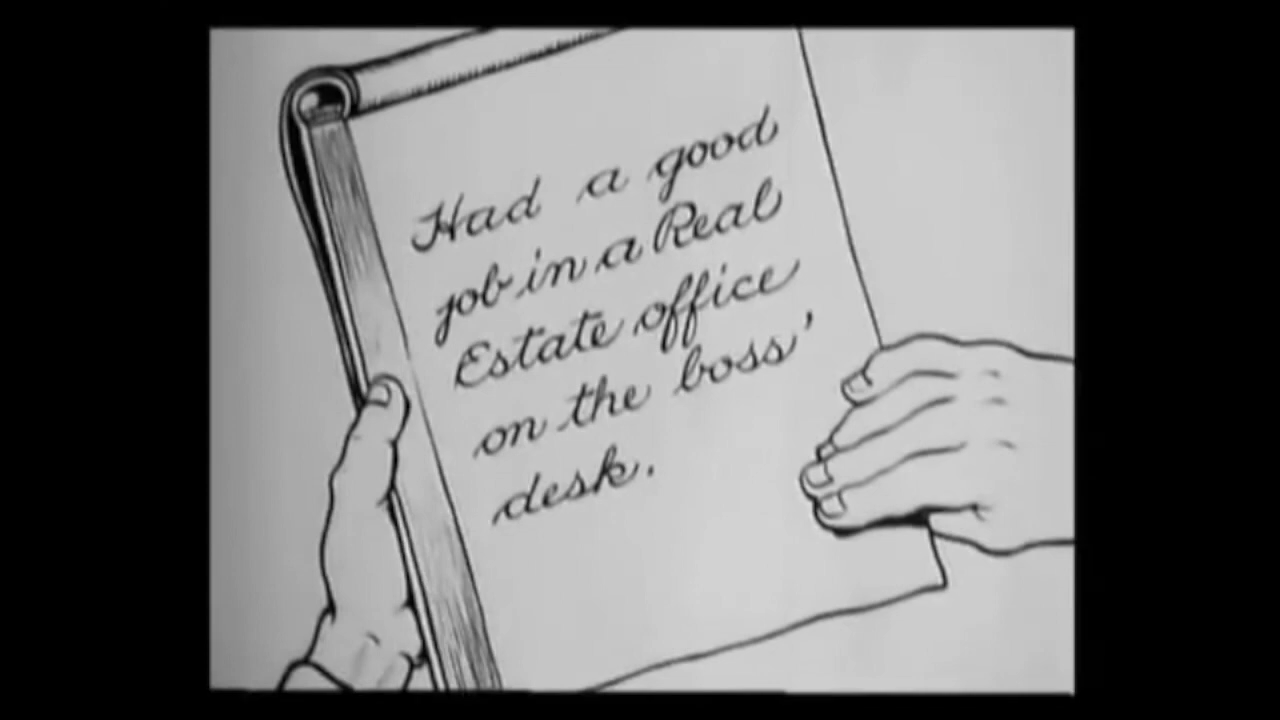 Had a good
job in a Real
Estate office
on the boss'
desk.